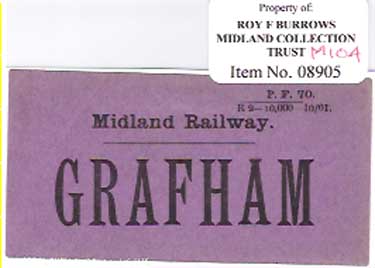 Property of:
ROY F BURROWS
MIDLAND COLLECTION
TRUST M10A
Item No. 08905
P. F. 70.
R 2—10,000—10/01.
Midland Railway.
GRAFHAM